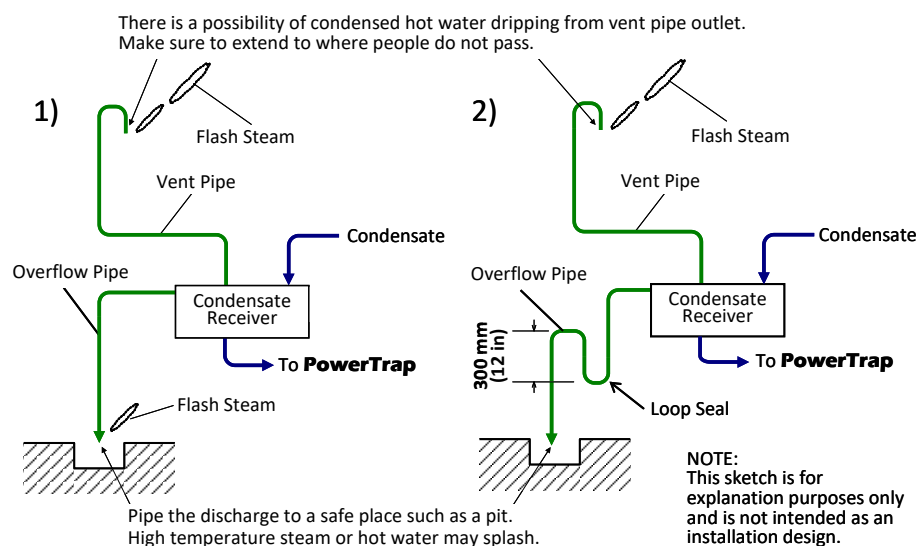 There is a possibility of condensed hot water dripping from vent pipe outlet.
Make sure to extend to where people do not pass.
1)
Flash Steam
Vent Pipe
Condensate
Overflow Pipe
Condensate
Receiver
To PowerTrap
Flash Steam
2)
Flash Steam
Vent Pipe
Condensate
Overflow Pipe
Condensate
Receiver
300 mm
(12 in)
To PowerTrap
Loop Seal
Pipe the discharge to a safe place such as a pit.
High temperature steam or hot water may splash.
NOTE:
This sketch is for
explanation purposes only
and is not intended as an
installation design.